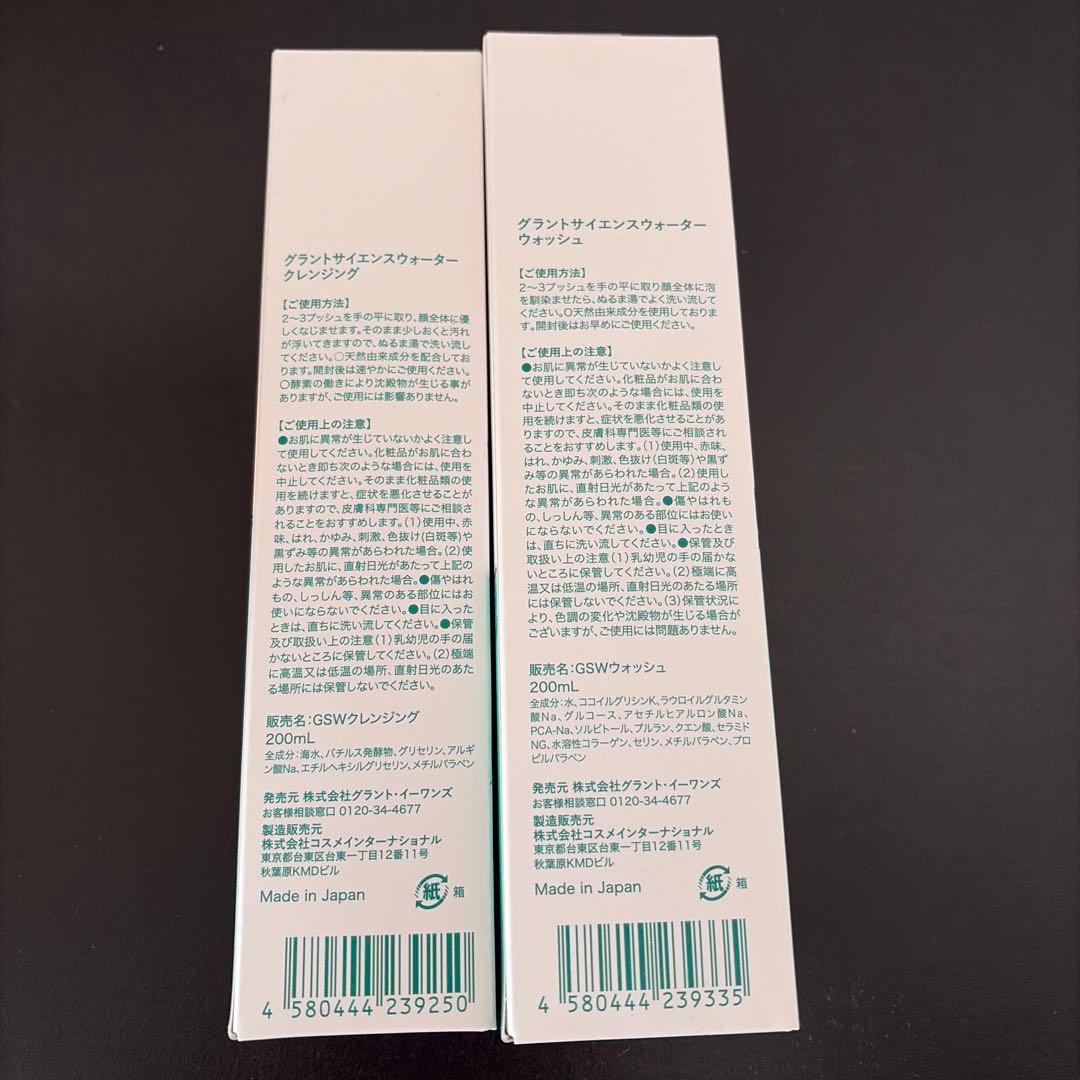 グラントサイエンスウォーター
クレンジング
【ご使用方法】
2〜3プッシュを手の平に取り、顔全体に優
しくなじませます。そのまま少しおくと汚れ
が浮いてきますので、ぬるま湯で洗い流し
てください。○天然由来成分を配合してお
ります。開封後は速やかにご使用ください。
○酵素の働きにより沈殿物が生じる事が
ありますが、ご使用には影響ありません。
【ご使用上の注意】
●お肌に異常が生じていないかよく注意し
て使用してください。化粧品がお肌に合わ
ないとき即ち次のような場合には、使用を
中止してください。そのまま化粧品類の使
用を続けますと、症状を悪化させることが
ありますので、皮膚科専門医等にご相談さ
れることをおすすめします。(1)使用中、赤
味、はれ、かゆみ、刺激、色抜け(白斑等)や
黒ずみ等の異常があらわれた場合。(2)使
用したお肌に、直射日光があたって上記の
ような異常があらわれた場合。●傷やはれ
もの、しっしん等、異常のある部位にはお
使いにならないでください。●目に入った
ときは、直ちに洗い流してください。●保管
及び取扱い上の注意(1)乳幼児の手の届
かないところに保管してください。(2)極端
に高温又は低温の場所、直射日光のあた
る場所には保管しないでください。
販売名:GSWクレンジング
200mL
全成分:海水、バチルス発酵物、グリセリン、アルギ
ン酸Na、エチルヘキシルグリセリン、メチルパラベン
発売元 株式会社グラント・イーワンズ
お客様相談窓口 0120-34-4677
製造販売元
株式会社コスメインターナショナル
東京都台東区台東一丁目12番11号
秋葉原KMDビル
Made in Japan
紙 箱
4 580444 239250
グラントサイエンスウォーター
ウォッシュ
【ご使用方法】
2〜3プッシュを手の平に取り顔全体に泡
を馴染ませたら、ぬるま湯でよく洗い流して
ください。○天然由来成分を使用しておりま
す。開封後はお早めにご使用ください。
【ご使用上の注意】
●お肌に異常が生じていないかよく注意し
て使用してください。化粧品がお肌に合わ
ないとき即ち次のような場合には、使用を
中止してください。そのまま化粧品類の使用
を続けますと、症状を悪化させることがあ
りますので、皮膚科専門医等にご相談され
ることをおすすめします。(1)使用中、赤味、
はれ、かゆみ、刺激、色抜け(白斑等)や黒ず
み等の異常があらわれた場合。(2)使用し
たお肌に、直射日光があたって上記のよう
な異常があらわれた場合。●傷やはれも
の、しっしん等、異常のある部位にはお使い
にならないでください。●目に入ったときは
は、直ちに洗い流してください。●保管及び
取扱い上の注意(1)乳幼児の手の届かな
いところに保管してください。(2)極端に高
温又は低温の場所、直射日光のあたる場所
には保管しないでください。(3)保管状況に
より、色調の変化や沈殿物が生じる場合が
ございますが、ご使用には問題ありません。
販売名:GSWウォッシュ
200mL
全成分:水、ココイルグリシンK、ラウロイルグルタミン
酸Na、グルコース、アセチルヒアルロン酸Na、
PCA-Na、ソルビトール、プルラン、クエン酸、セラミド
NG、水溶性コラーゲン、セリン、メチルパラベン、プロ
ピルパラベン
発売元 株式会社グラント・イーワンズ
お客様相談窓口 0120-34-4677
製造販売元
株式会社コスメインターナショナル
東京都台東区台東一丁目12番11号
秋葉原KMDビル
Made in Japan
紙 箱
4 580444 239335